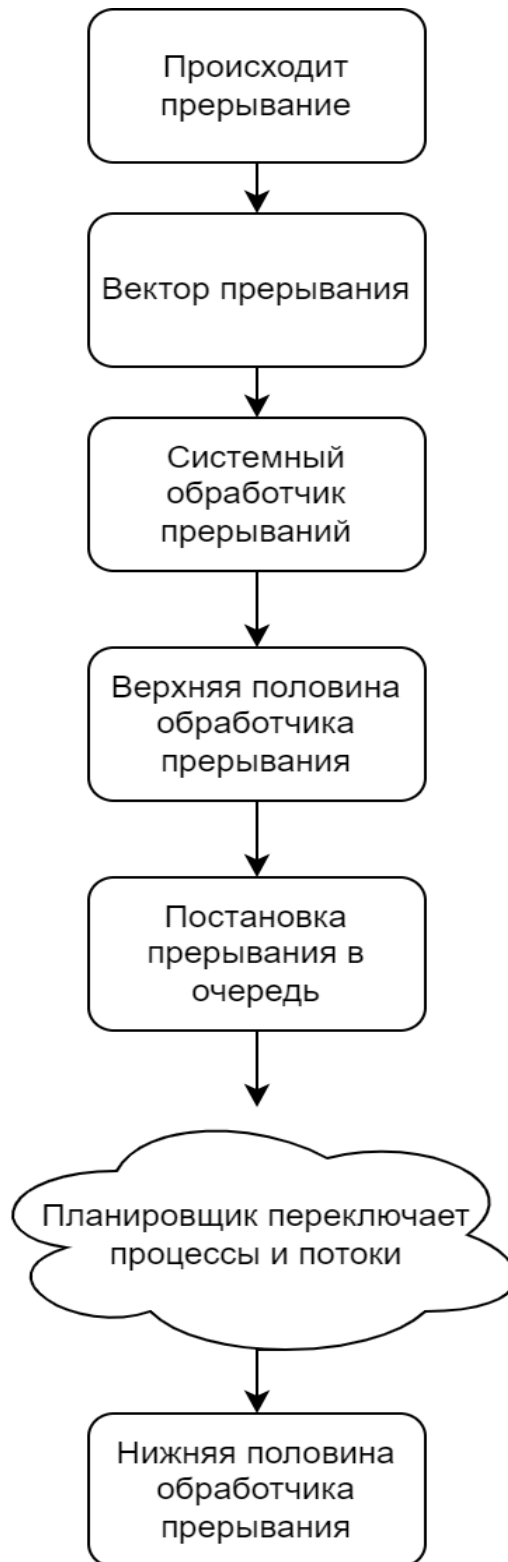 Происходит
прерывание
Вектор прерывания
Системный
обработчик
прерываний
Верхняя половина
обработчика
прерывания
Постановка
прерывания в
очередь
Планировщик переключает
процессы и потоки
Нижняя половина
обработчика
прерывания